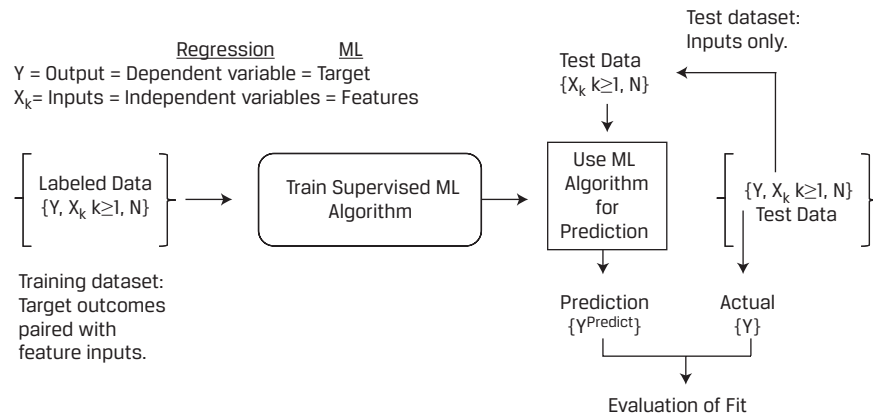 Regression ML
Y = Output = Dependent variable = Target
Xk= Inputs = Independent variables = Features
Labeled Data
{Y, Xk k≥1, N}
Training dataset:
Target outcomes
paired with
feature inputs.
Train Supervised ML
Algorithm
Test Data
{Xk k≥1, N}
Use ML
Algorithm
for
Prediction
Prediction
{YPredict}
Test dataset:
Inputs only.
{Y, Xk k≥1, N}
Test Data
Actual
{Y}
Evaluation of Fit